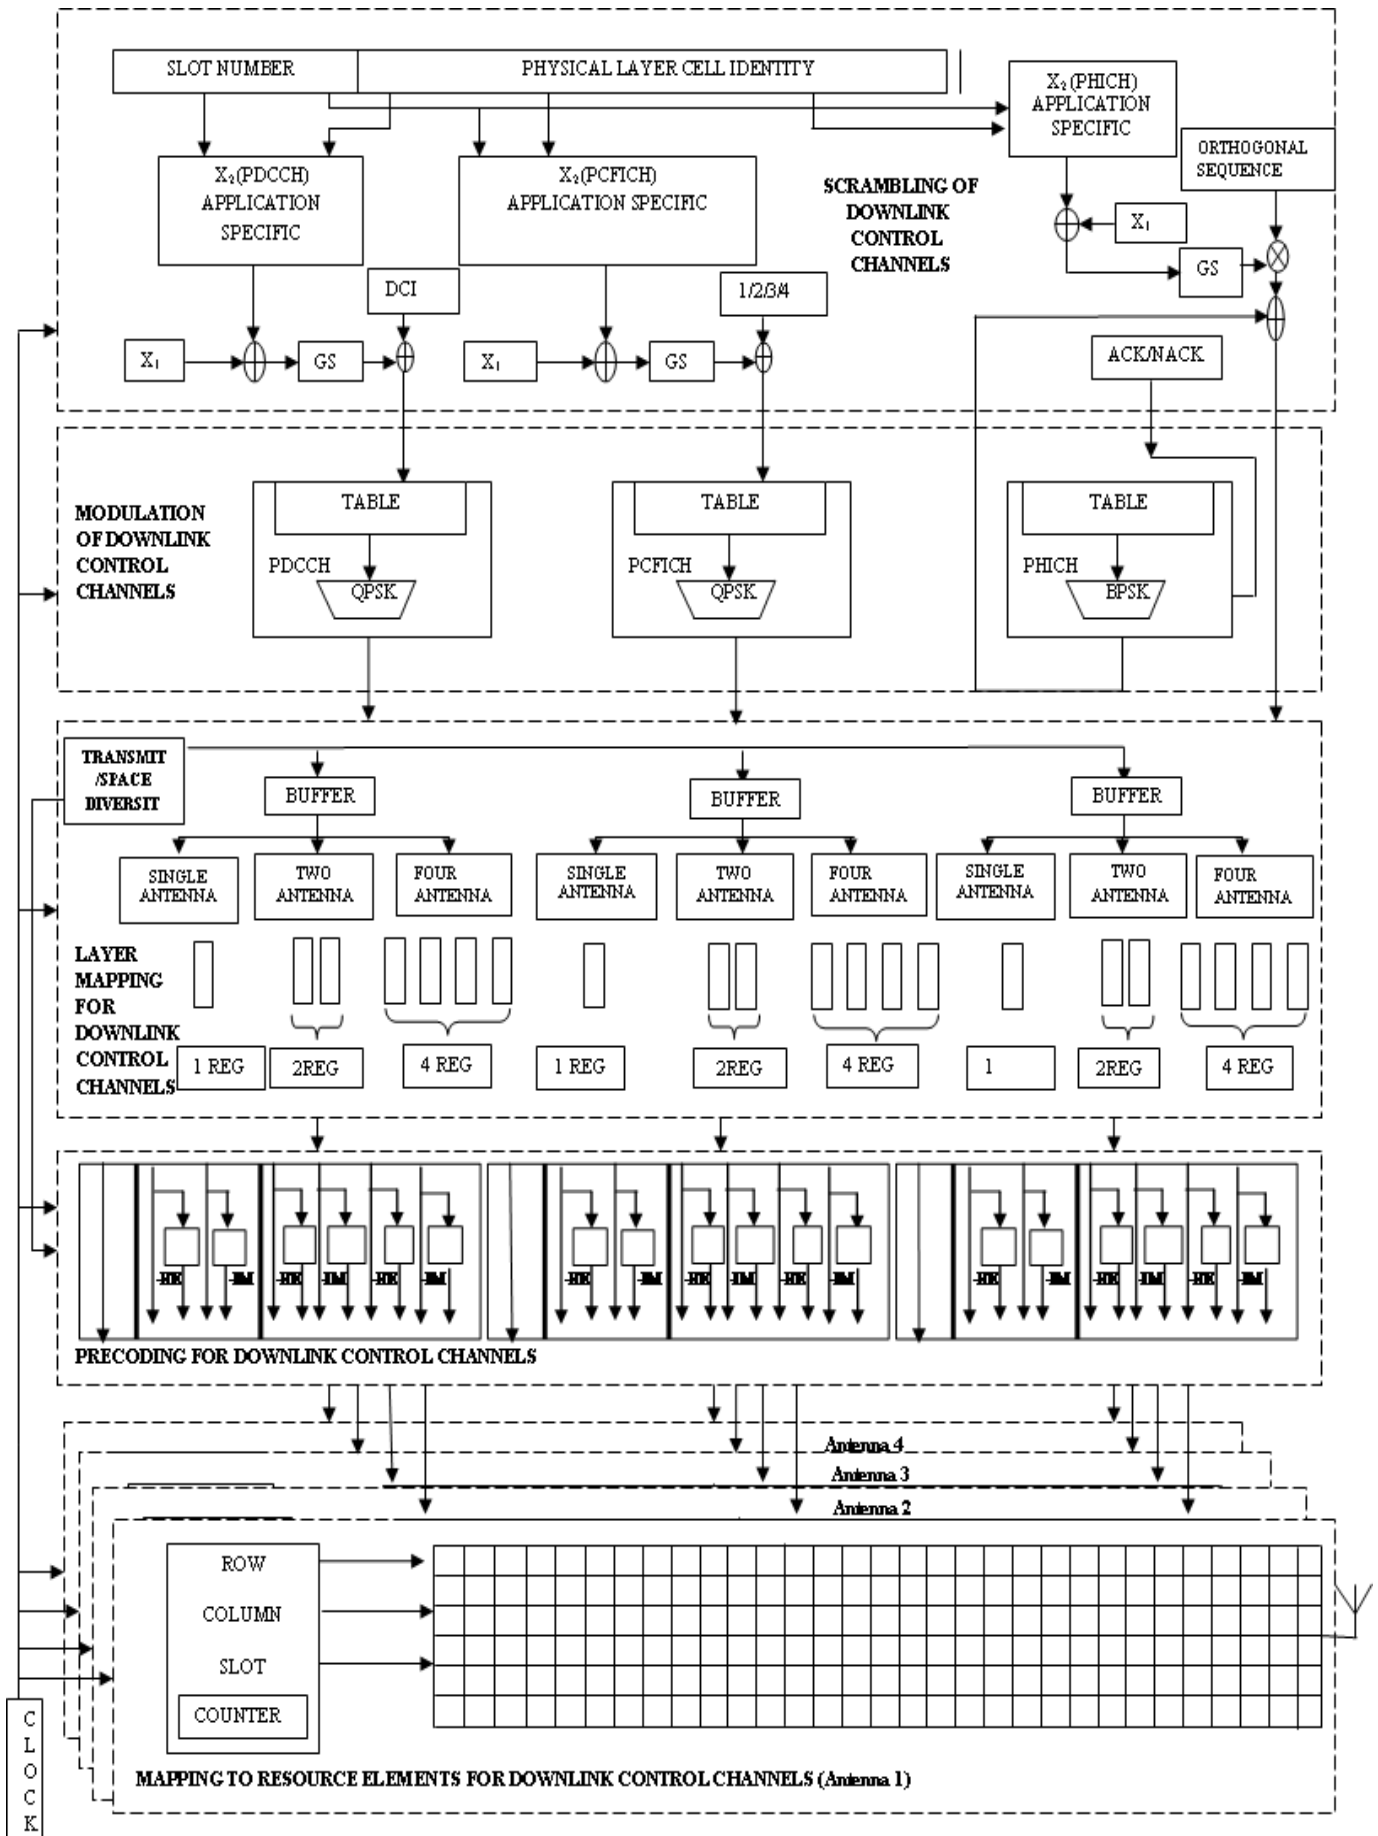 SLOT NUMBER
PHYSICAL LAYER CELL IDENTITY
X₂(PHICH)
APPLICATION
SPECIFIC
ORTHOGONAL
SEQUENCE
X₂(PDCCH)
APPLICATION
SPECIFIC
X₂(PCFICH)
APPLICATION SPECIFIC
SCRAMBLING OF
DOWNLINK
CONTROL
CHANNELS
X₁
GS
DCI
1/2/3/4
X₁
GS
X₁
GS
ACK/NACK
MODULATION
OF DOWNLINK
CONTROL
CHANNELS
TABLE
PDCCH
QPSK
TABLE
PCFICH
QPSK
TABLE
PHICH
BPSK
TRANSMIT
/SPACE
DIVERSIT
BUFFER
BUFFER
BUFFER
SINGLE
ANTENNA
TWO
ANTENNA
FOUR
ANTENNA
SINGLE
ANTENNA
TWO
ANTENNA
FOUR
ANTENNA
SINGLE
ANTENNA
TWO
ANTENNA
FOUR
ANTENNA
LAYER
MAPPING
FOR
DOWNLINK
CONTROL
CHANNELS
1 REG
2REG
4 REG
1 REG
2REG
4 REG
1
2REG
4 REG
PRECODING FOR DOWNLINK CONTROL CHANNELS
Antenna 4
Antenna 3
Antenna 2
ROW
COLUMN
SLOT
COUNTER
MAPPING TO RESOURCE ELEMENTS FOR DOWNLINK CONTROL CHANNELS (Antenna 1)
C
L
O
C
K